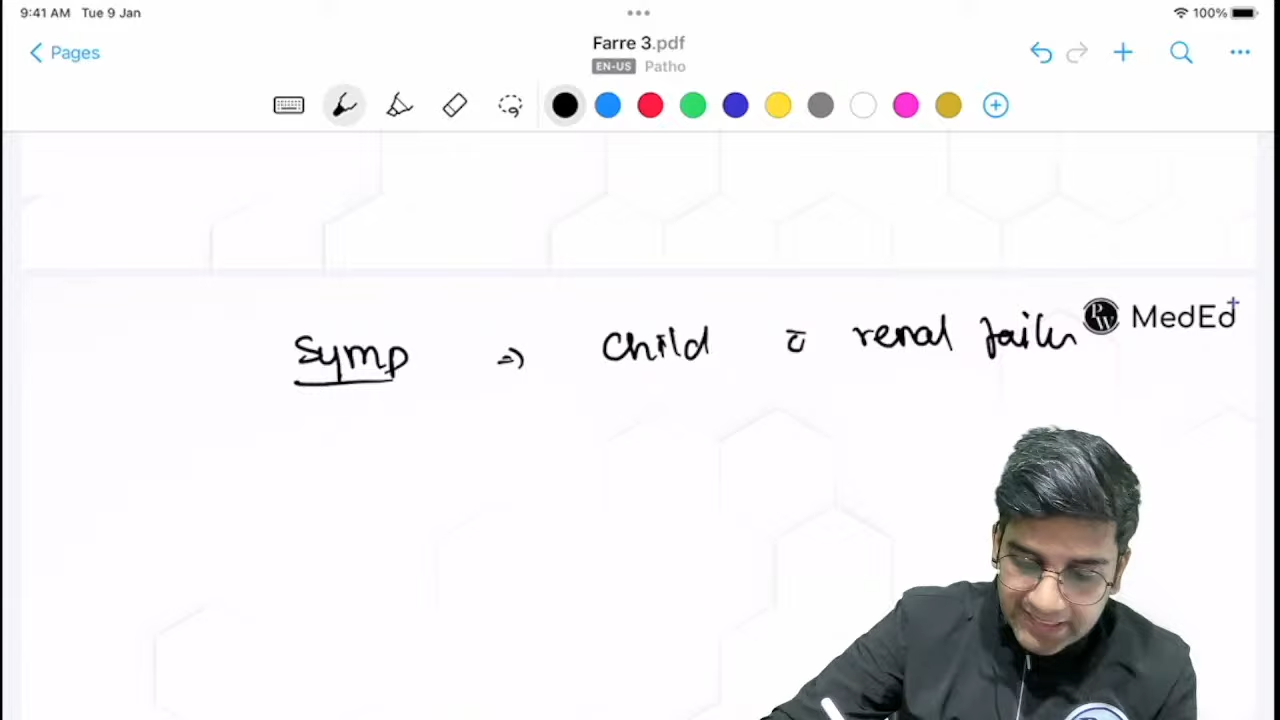 9:41 AM Tue 9 Jan
100%
Pages
Farre 3.pdf
EN-US Patho
PW MedEd
Symp ⇒ Child c̄ renal failu